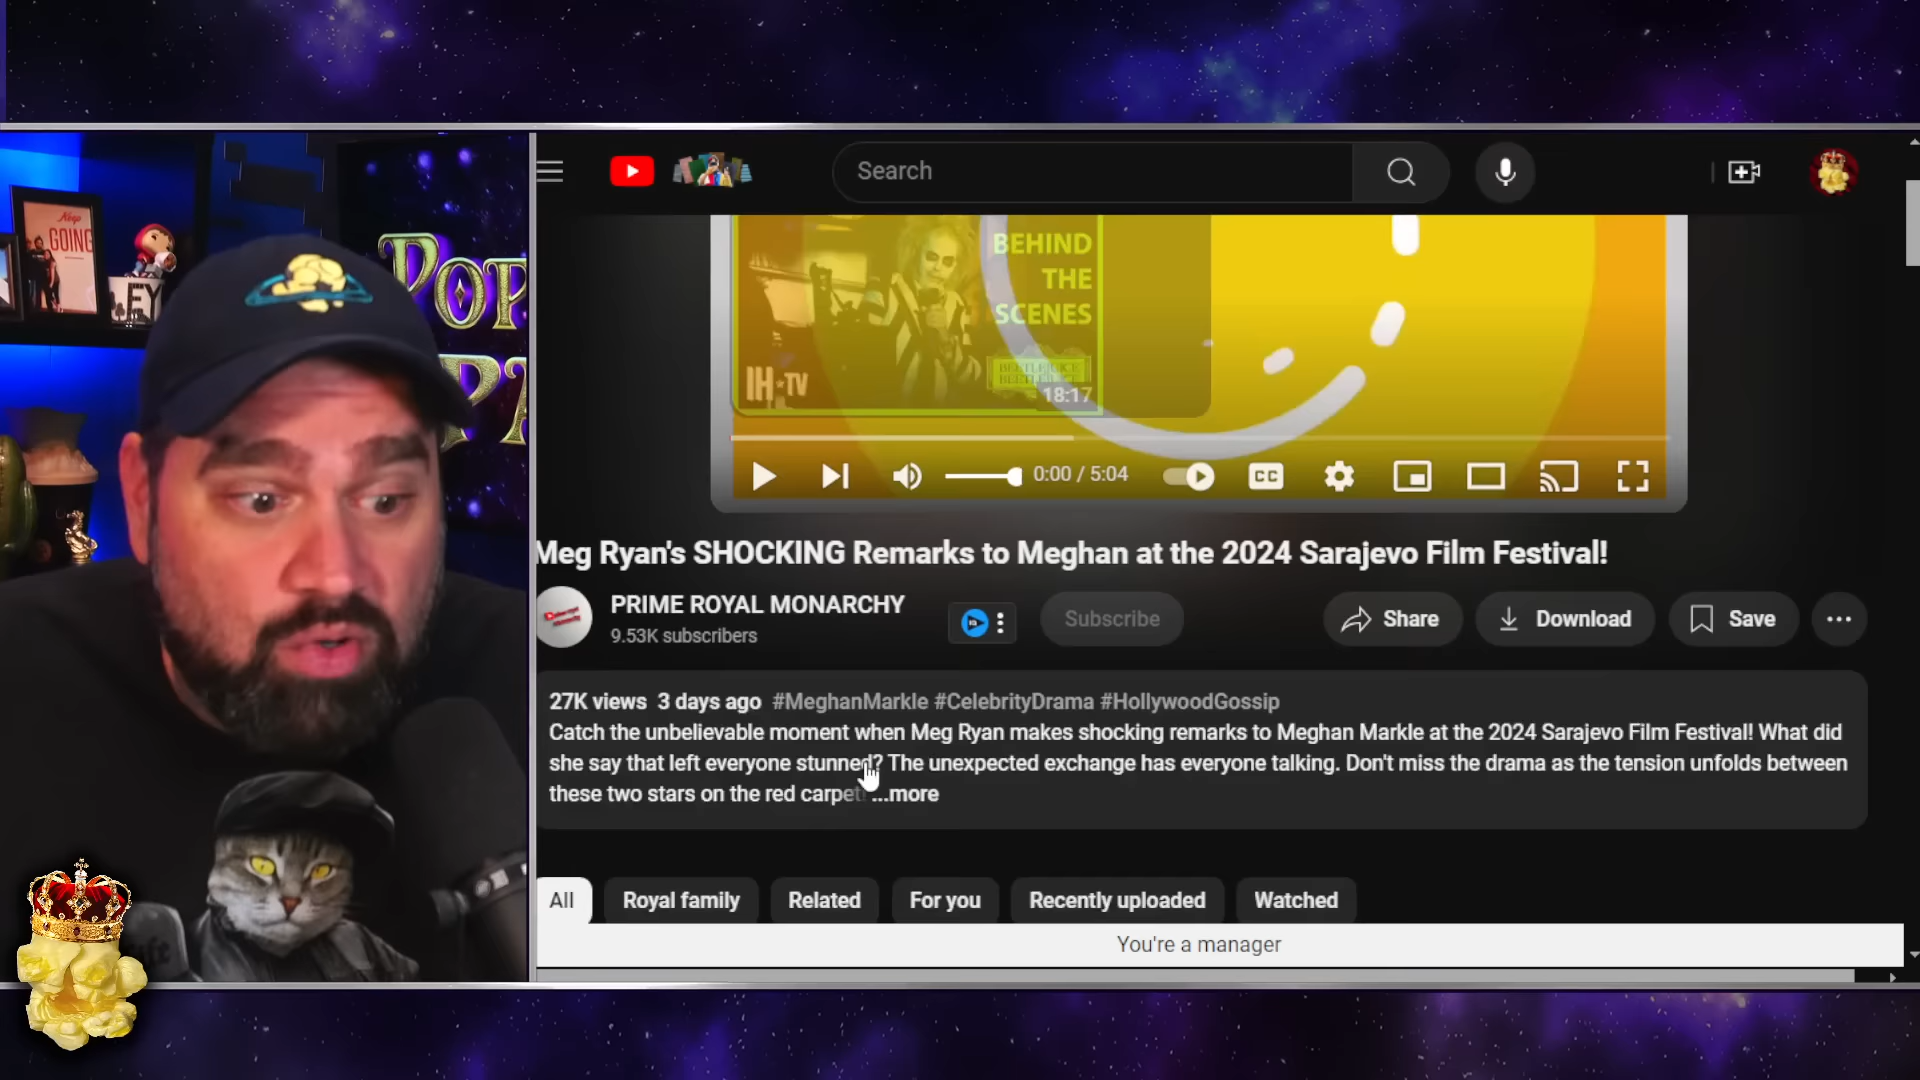 Nope
GOING
EY
POP
Search
BEHIND
THE
SCENES
IH★TV
BEETLEJUICE
BEETLEJUICE
18:17
0:00 / 5:04
CC
Meg Ryan's SHOCKING Remarks to Meghan at the 2024 Sarajevo Film Festival!
PRIME ROYAL MONARCHY
9.53K subscribers
Subscribe
Share
Download
Save
27K views 3 days ago #MeghanMarkle #CelebrityDrama #HollywoodGossip
Catch the unbelievable moment when Meg Ryan makes shocking remarks to Meghan Markle at the 2024 Sarajevo Film Festival! What did
she say that left everyone stunned? The unexpected exchange has everyone talking. Don't miss the drama as the tension unfolds between
these two stars on the red carpet! ...more
All
Royal family
Related
For you
Recently uploaded
Watched
You're a manager